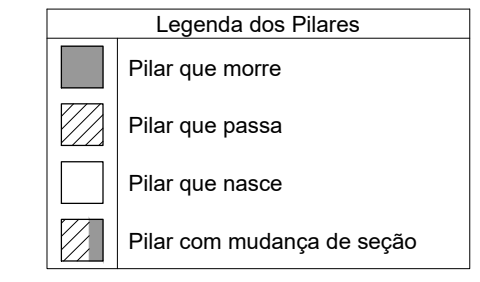 Legenda dos Pilares
Pilar que morre
Pilar que passa
Pilar que nasce
Pilar com mudança de seção